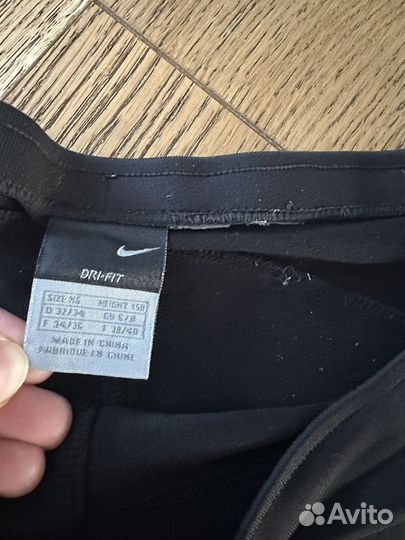 DRI-FIT
SIZE XS HEIGHT 158
D 32/34 GB 6/8
F 34/36 I 38/40
MADE IN CHINA
FABRIQUE EN CHINE
Avito